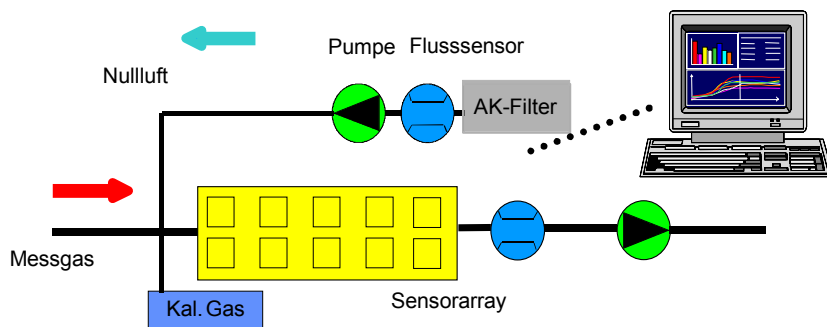 Pumpe Flusssensor
Nullluft
AK-Filter
Messgas
Sensorarray
Kal. Gas